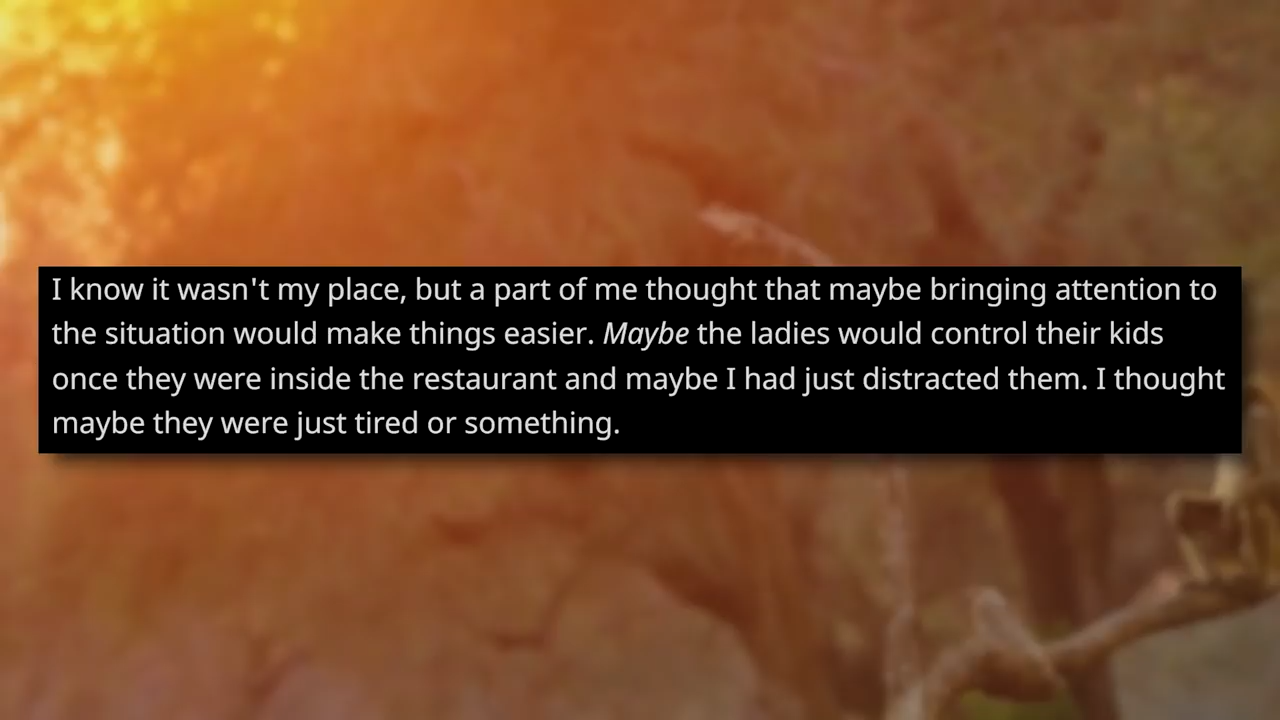 I know it wasn't my place, but a part of me thought that maybe bringing attention to
the situation would make things easier. Maybe the ladies would control their kids
once they were inside the restaurant and maybe I had just distracted them. I thought
maybe they were just tired or something.